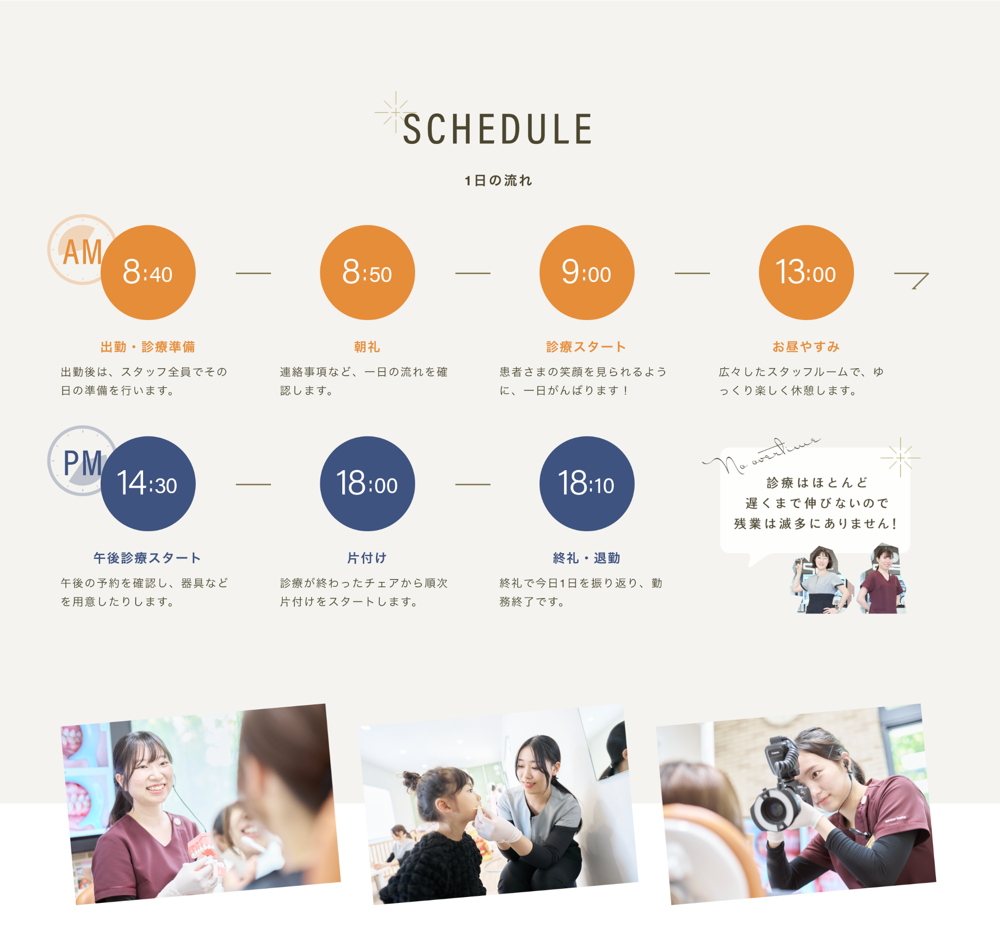 SCHEDULE
1日の流れ
AM
8:40
8:50
9:00
13:00
出勤・診療準備
出勤後は、スタッフ全員でその
日の準備を行います。
朝礼
連絡事項など、一日の流れを確
認します。
診療スタート
患者さまの笑顔を見られるよう
に、一日がんばります！
お昼やすみ
広々したスタッフルームで、ゆ
っくり楽しく休憩します。
PM
14:30
18:00
18:10
午後診療スタート
午後の予約を確認し、器具など
を用意したりします。
片付け
診療が終わったチェアから順次
片付けをスタートします。
終礼・退勤
終礼で今日1日を振り返り、勤
務終了です。
No overtime
診療はほとんど
遅くまで伸びないので
残業は滅多にありません！
Canon